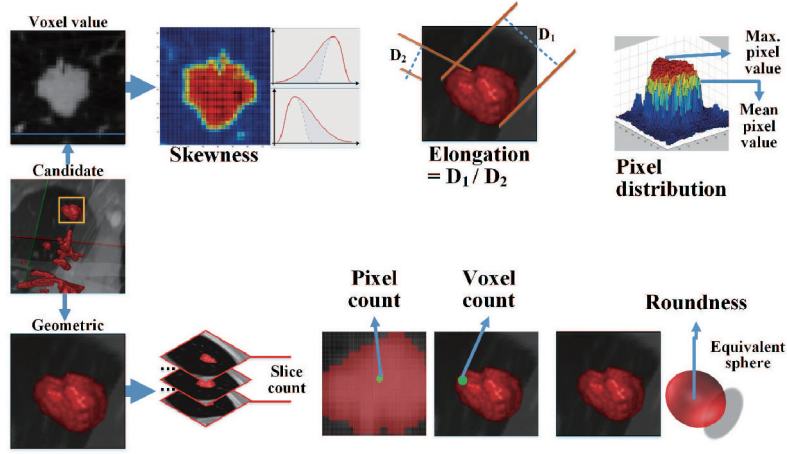 Voxel value
Skewness
D₂
D₁
Elongation
= D₁ / D₂
Max.
pixel
value
Mean
pixel
value
Pixel
distribution
Candidate
Geometric
Slice
count
Pixel
count
Voxel
count
Roundness
Equivalent
sphere